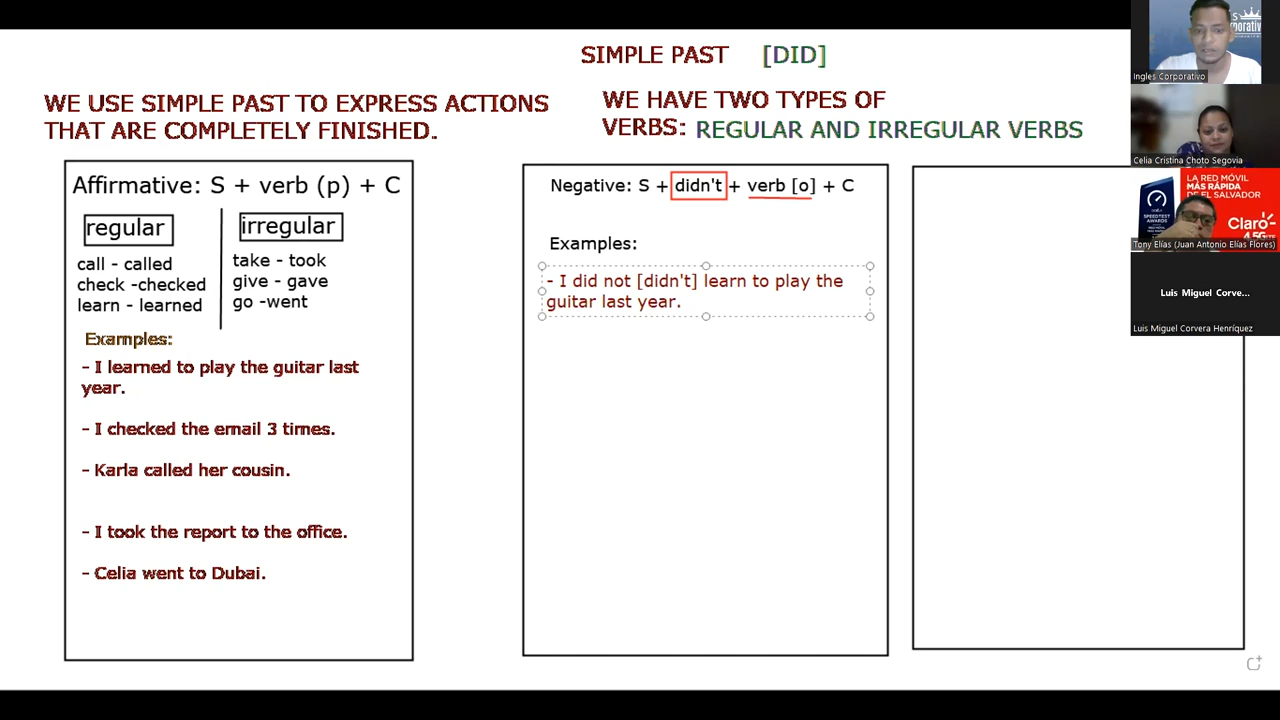 SIMPLE PAST [DID]
WE USE SIMPLE PAST TO EXPRESS ACTIONS
THAT ARE COMPLETELY FINISHED.
WE HAVE TWO TYPES OF
VERBS: REGULAR AND IRREGULAR VERBS
Affirmative: S + verb (p) + C
regular
call - called
check -checked
learn - learned
irregular
take - took
give - gave
go -went
Examples:
- I learned to play the guitar last
year.
- I checked the email 3 times.
- Karla called her cousin.
- I took the report to the office.
- Celia went to Dubai.
Negative: S + didn't + verb [o] + C
Examples:
- I did not [didn't] learn to play the
guitar last year.
Ingles Corporativo
Celia Cristina Choto Segovia
LA RED MÓVIL
MÁS RÁPIDA
DE EL SALVADOR
SPEEDTEST
AWARDS
Claro
Tony Elías (Juan Antonio Elías Flores)
Luis Miguel Corve...
Luis Miguel Corvera Henríquez